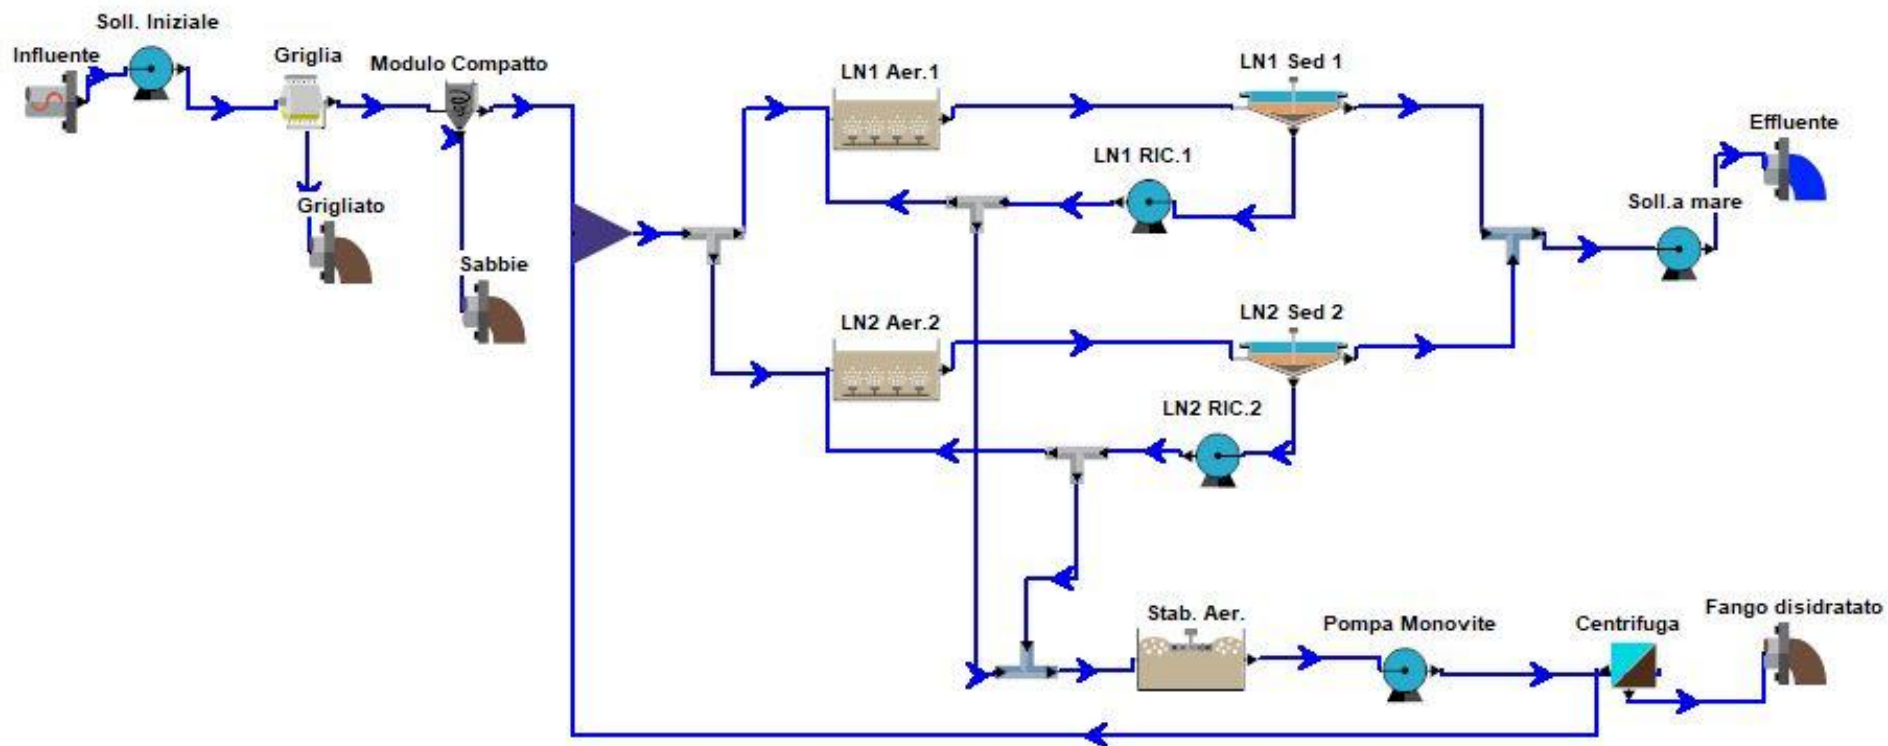 Soll. Iniziale
Influente
Griglia
Modulo Compatto
LN1 Aer.1
LN1 Sed 1
Effluente
LN1 RIC.1
Grigliato
Soll.a mare
Sabbie
LN2 Aer.2
LN2 Sed 2
LN2 RIC.2
Stab. Aer.
Pompa Monovite
Centrifuga
Fango disidratato